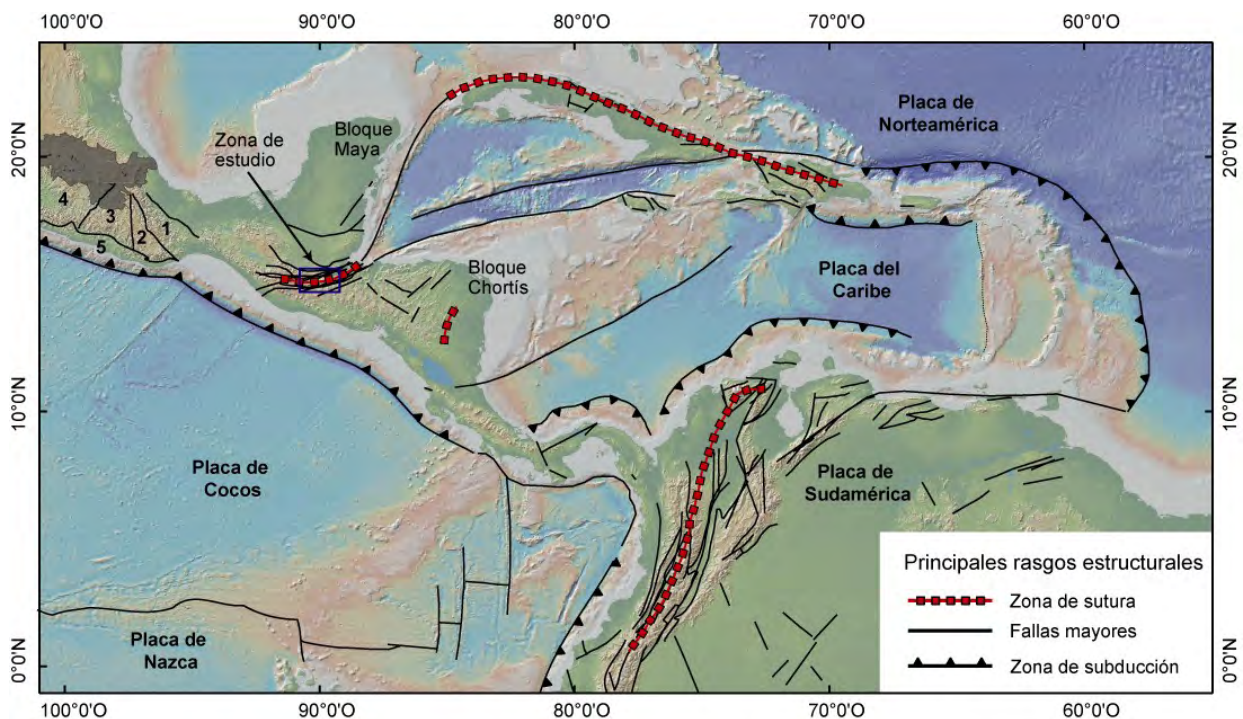 100°0'O
90°0'O
80°0'O
70°0'O
60°0'O
20°0'N
10°0'N
0°0'N
20°0'N
10°0'N
0°0'N
Placa de
Norteamérica
Bloque
Maya
Zona de
estudio
4
3
2
1
5
Bloque
Chortís
Placa del
Caribe
Placa de
Cocos
Placa de
Sudamérica
Placa de
Nazca
Principales rasgos estructurales
Zona de sutura
Fallas mayores
Zona de subducción
100°0'O
90°0'O
80°0'O
70°0'O
60°0'O